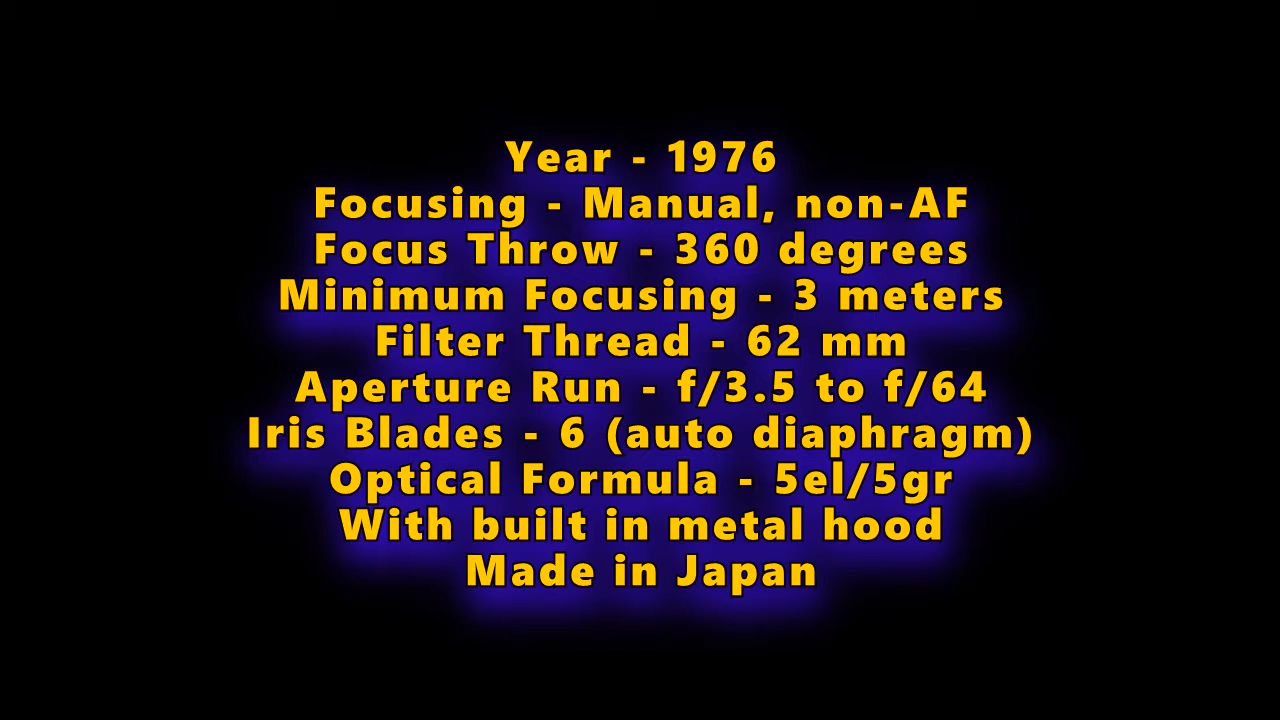 Year - 1976
Focusing - Manual, non-AF
Focus Throw - 360 degrees
Minimum Focusing - 3 meters
Filter Thread - 62 mm
Aperture Run - f/3.5 to f/64
Iris Blades - 6 (auto diaphragm)
Optical Formula - 5el/5gr
With built in metal hood
Made in Japan